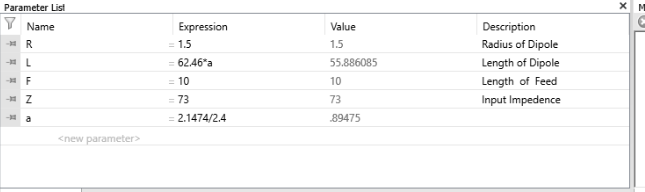 Parameter List
M
Name Expression Value Description
R = 1.5 1.5 Radius of Dipole
L = 62.46*a 55.886085 Length of Dipole
F = 10 10 Length of Feed
Z = 73 73 Input Impedence
a = 2.1474/2.4 .89475
<new parameter>